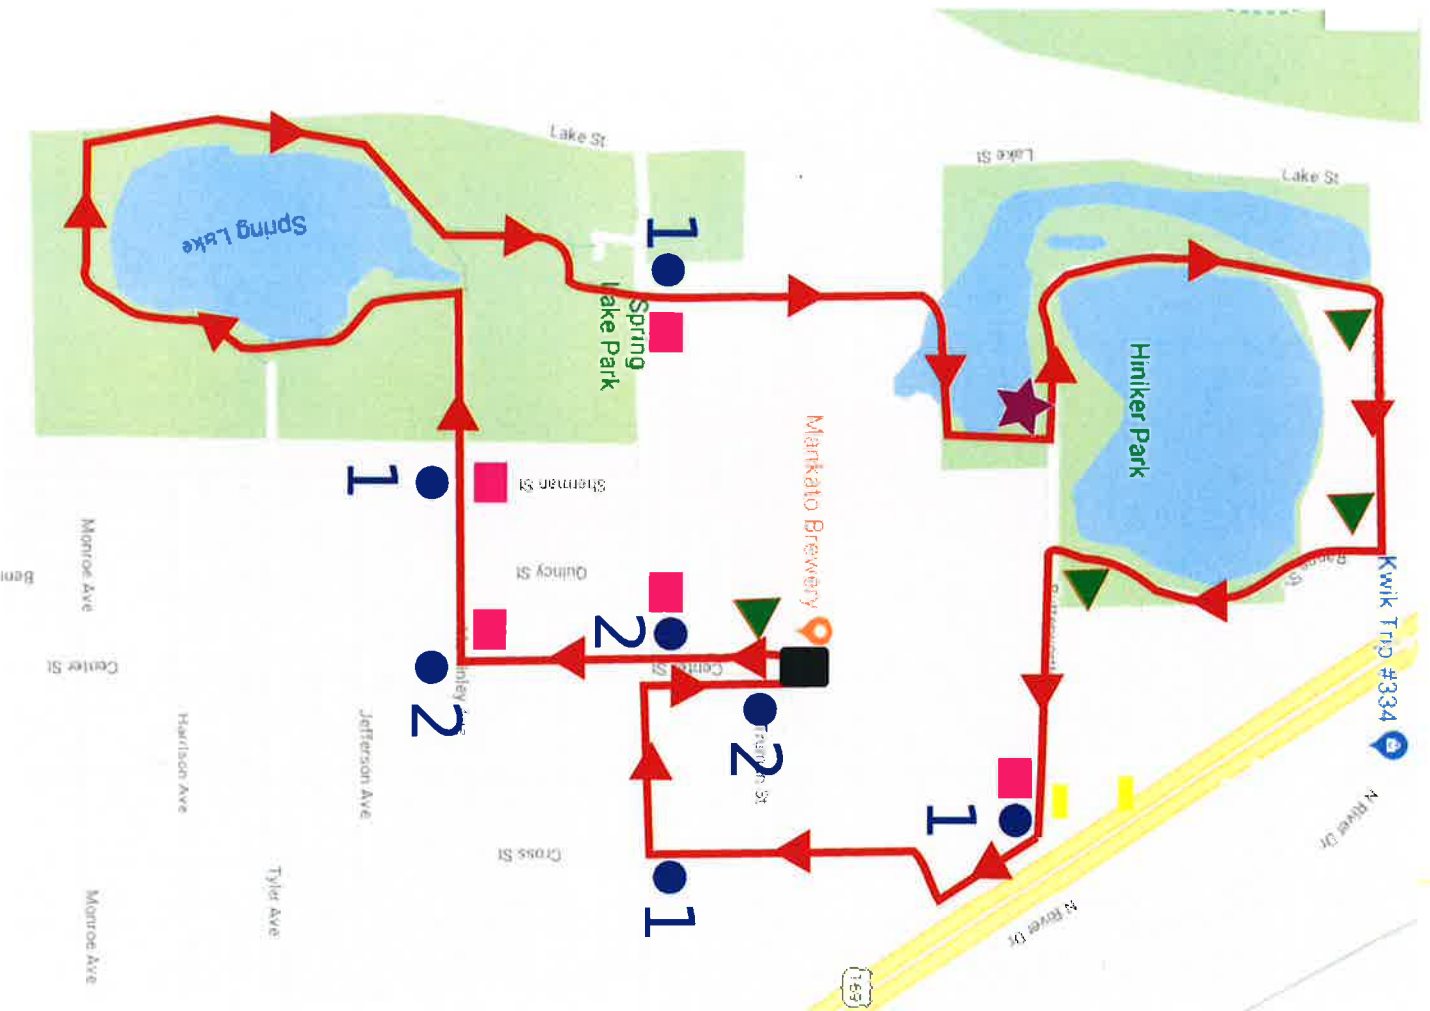 Lake St
Lake St
Lake St
Spring Lake
1
Spring
Lake Park
Hiniker Park
Mankato Brewery
1
Sherman St
Monroe Ave
Quincy St
Kwik Trip #334
2
Center St
Center St
2
2
Harrison Ave
Jefferson Ave
1
N River Dr
Cross St
Tyler Ave
Monroe Ave
1
N River Dr
169